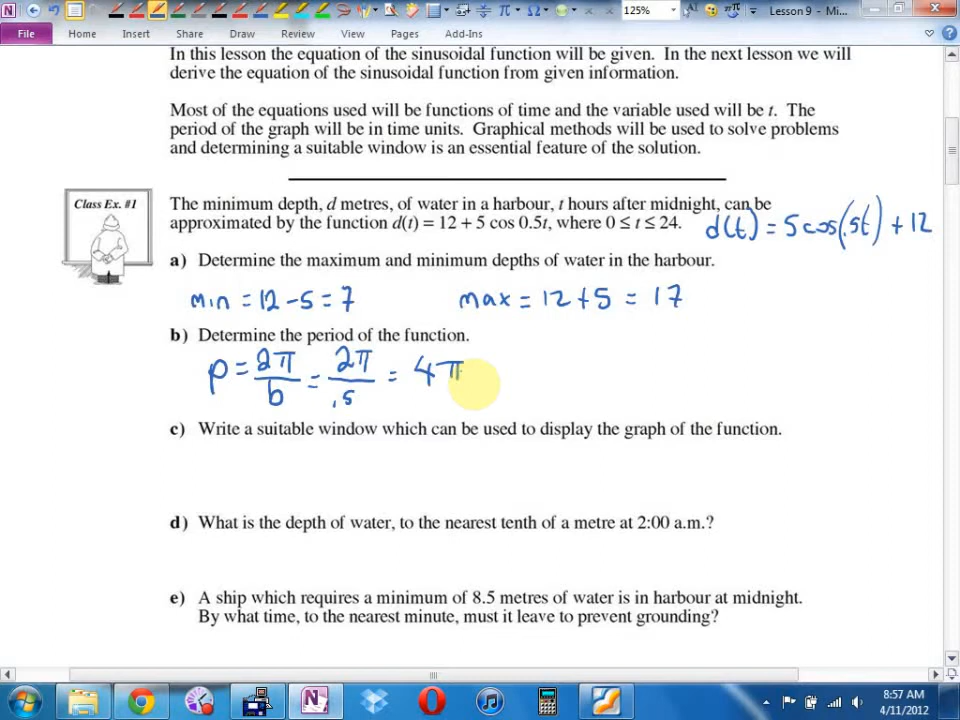 125%
Lesson 9 - Mi...
File Home Insert Share Draw Review View Pages Add-Ins
In this lesson the equation of the sinusoidal function will be given. In the next lesson we will
derive the equation of the sinusoidal function from given information.
Most of the equations used will be functions of time and the variable used will be t. The
period of the graph will be in time units. Graphical methods will be used to solve problems
and determining a suitable window is an essential feature of the solution.
Class Ex. #1
The minimum depth, d metres, of water in a harbour, t hours after midnight, can be
approximated by the function d(t) = 12 + 5 cos 0.5t, where 0 ≤ t ≤ 24.
d(t) = 5 cos(.5t) + 12
a) Determine the maximum and minimum depths of water in the harbour.
min = 12 - 5 = 7 max = 12 + 5 = 17
b) Determine the period of the function.
p = 2π/b = 2π/.5 = 4π
c) Write a suitable window which can be used to display the graph of the function.
d) What is the depth of water, to the nearest tenth of a metre at 2:00 a.m.?
e) A ship which requires a minimum of 8.5 metres of water is in harbour at midnight.
By what time, to the nearest minute, must it leave to prevent grounding?
8:57 AM
4/11/2012